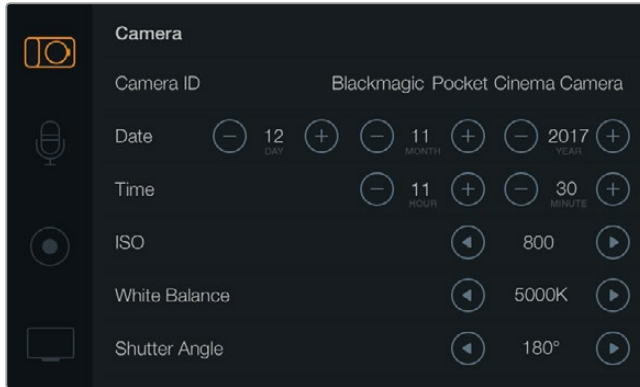 Camera
Camera ID Blackmagic Pocket Cinema Camera
Date 12 11 2017
DAY MONTH YEAR
Time 11 30
HOUR MINUTE
ISO 800
White Balance 5000K
Shutter Angle 180°